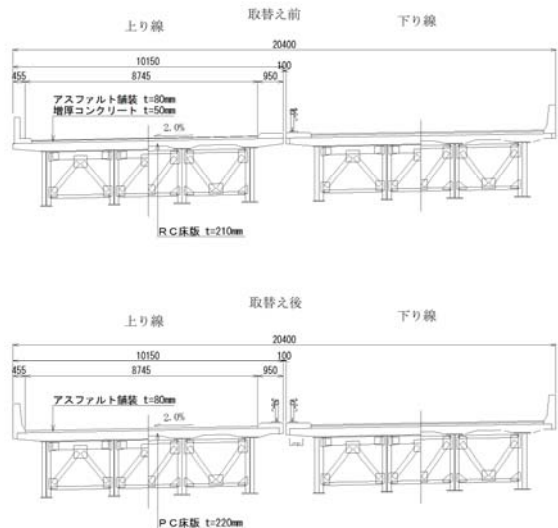 取替え前
上り線
下り線
20400
10150
100
455
8745
950
アスファルト舗装 t=80mm
増厚コンクリート t=50mm
2.0%
RC床版 t=210mm
取替え後
上り線
下り線
20400
10150
100
455
8745
950
アスファルト舗装 t=80mm
2.0%
PC床版 t=220mm